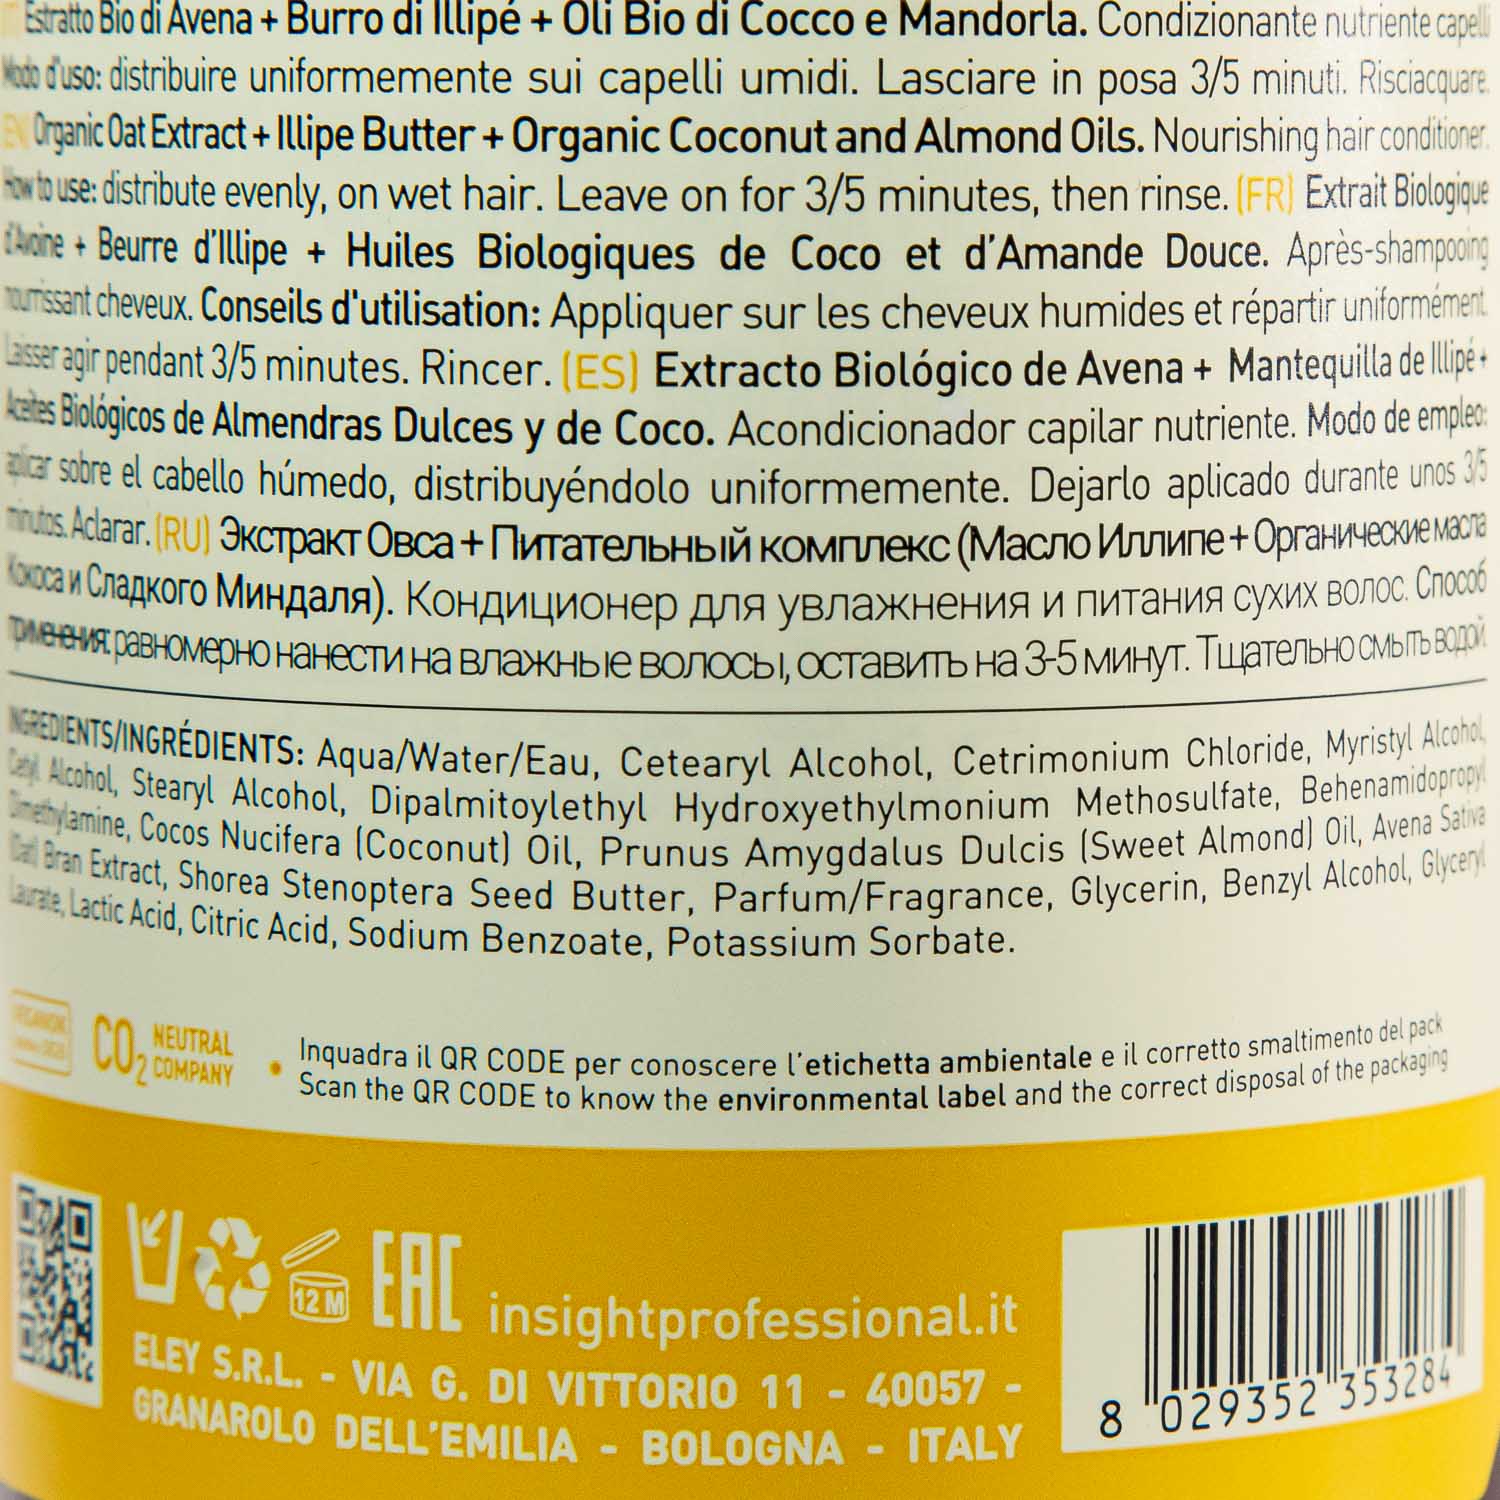 Estratto Bio di Avena + Burro di Illipé + Oli Bio di Cocco e Mandorla. Condizionante nutriente capelli
Modo d'uso: distribuire uniformemente sui capelli umidi. Lasciare in posa 3/5 minuti. Risciacquare.
EN Organic Oat Extract + Illipe Butter + Organic Coconut and Almond Oils. Nourishing hair conditioner.
How to use: distribute evenly, on wet hair. Leave on for 3/5 minutes, then rinse. (FR) Extrait Biologique
d'Avoine + Beurre d'Illipe + Huiles Biologiques de Coco et d'Amande Douce. Après-shampooing
nourrissant cheveux. Conseils d'utilisation: Appliquer sur les cheveux humides et répartir uniformément.
Laisser agir pendant 3/5 minutes. Rincer. (ES) Extracto Biológico de Avena + Mantequilla de Illipé +
Aceites Biológicos de Almendras Dulces y de Coco. Acondicionador capilar nutriente. Modo de empleo:
aplicar sobre el cabello húmedo, distribuyéndolo uniformemente. Dejarlo aplicado durante unos 3/5
minutos. Aclarar. (RU) Экстракт Овса + Питательный комплекс (Масло Иллипе + Органические масла
Кокоса и Сладкого Миндаля). Кондиционер для увлажнения и питания сухих волос. Способ
применения: равномерно нанести на влажные волосы, оставить на 3-5 минут. Тщательно смыть водой.
INGREDIENTS/INGRÉDIENTS: Aqua/Water/Eau, Cetearyl Alcohol, Cetrimonium Chloride, Myristyl Alcohol,
Cetyl Alcohol, Stearyl Alcohol, Dipalmitoylethyl Hydroxyethylmonium Methosulfate, Behenamidopropyl
Dimethylamine, Cocos Nucifera (Coconut) Oil, Prunus Amygdalus Dulcis (Sweet Almond) Oil, Avena Sativa
(Oat) Bran Extract, Shorea Stenoptera Seed Butter, Parfum/Fragrance, Glycerin, Benzyl Alcohol, Glyceryl
Laurate, Lactic Acid, Citric Acid, Sodium Benzoate, Potassium Sorbate.
CO2 NEUTRAL
COMPANY
• Inquadra il QR CODE per conoscere l'etichetta ambientale e il corretto smaltimento del pack
Scan the QR CODE to know the environmental label and the correct disposal of the packaging
12 M
EAC
insightprofessional.it
ELEY S.R.L. - VIA G. DI VITTORIO 11 - 40057 -
GRANAROLO DELL'EMILIA - BOLOGNA - ITALY
8 029352 353284